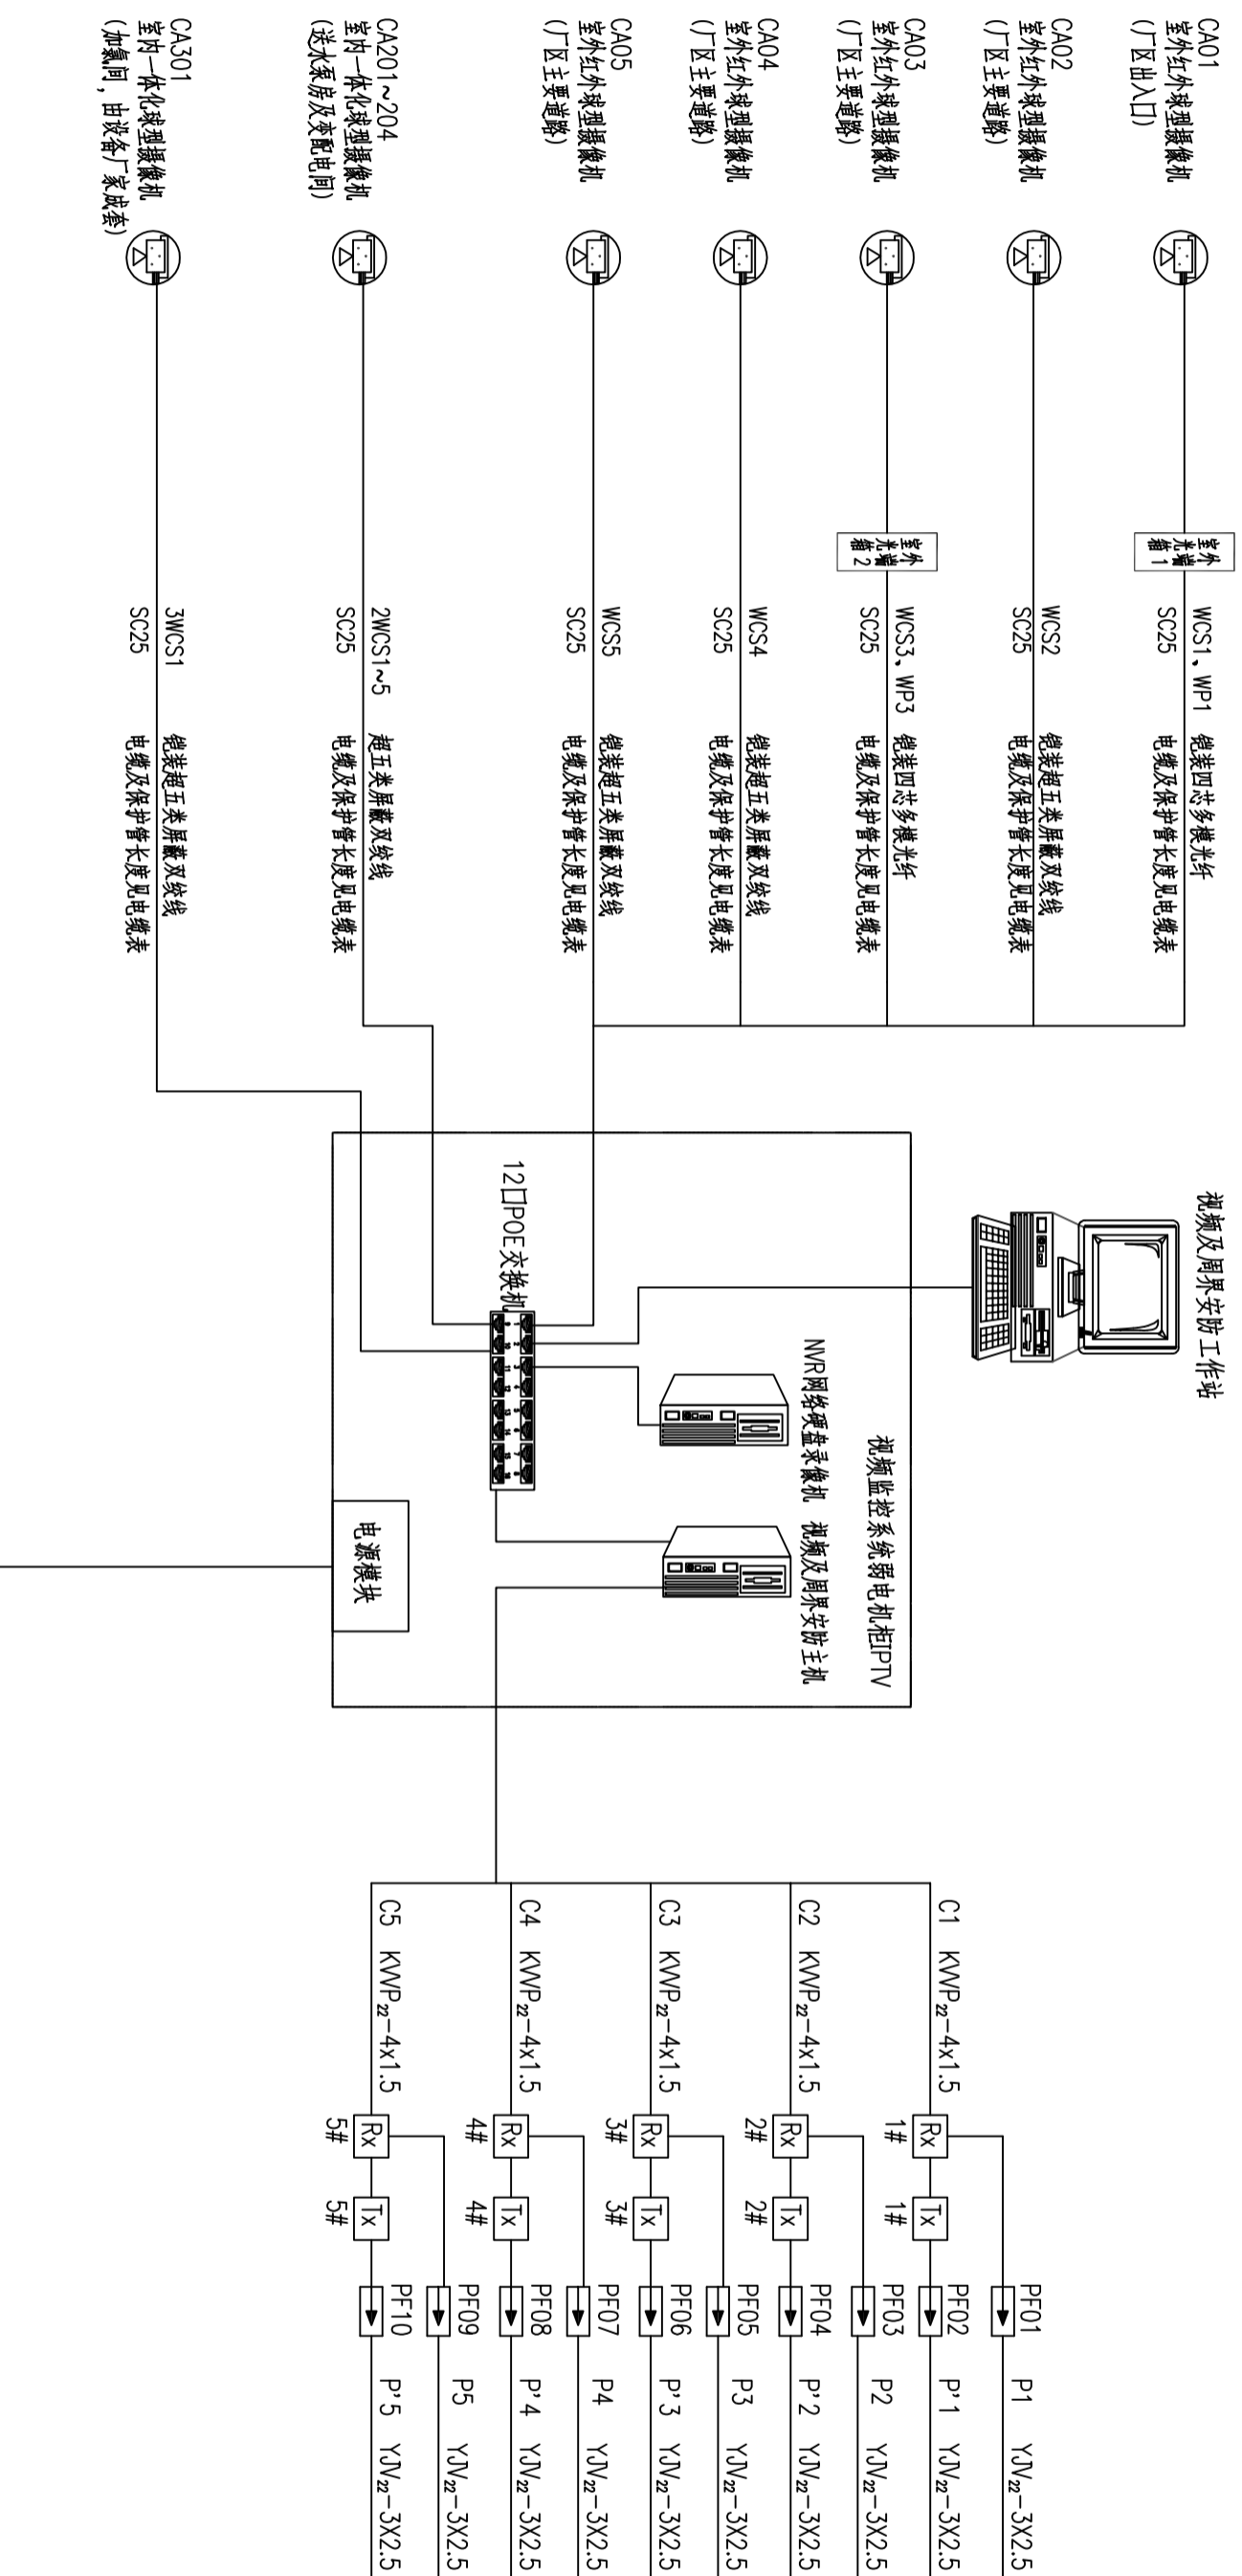 CA01
室外红外球型摄像机
(厂区出入口)
室外
光端
箱 1
WCS1、WP1
SC25
铠装四芯多模光纤
电缆及保护管长度见电缆表
CA02
室外红外球型摄像机
(厂区主要道路)
WCS2
SC25
铠装超五类屏蔽双绞线
电缆及保护管长度见电缆表
CA03
室外红外球型摄像机
(厂区主要道路)
室外
光端
箱 2
WCS3、WP3
SC25
铠装四芯多模光纤
电缆及保护管长度见电缆表
CA04
室外红外球型摄像机
(厂区主要道路)
WCS4
SC25
铠装超五类屏蔽双绞线
电缆及保护管长度见电缆表
CA05
室外红外球型摄像机
(厂区主要道路)
WCS5
SC25
铠装超五类屏蔽双绞线
电缆及保护管长度见电缆表
CA201~204
室内一体化球型摄像机
(送水泵房及变配电间)
2WCS1~5
SC25
超五类屏蔽双绞线
电缆及保护管长度见电缆表
CA301
室内一体化球型摄像机
(加氯间，由设备厂家成套)
3WCS1
SC25
铠装超五类屏蔽双绞线
电缆及保护管长度见电缆表
视频及周界安防工作站
视频监控系统弱电机柜IPTV
NVR网络硬盘录像机
视频及周界安防主机
12口POE交换机
1 2 3 4 5 6 7 8
9 10 11 12 13 14 15 16
电源模块
C1 KVVP₂₂-4x1.5
Rx
1#
Tx
1#
PF01
P1 YJV₂₂-3X2.5
PF02
P'1 YJV₂₂-3X2.5
C2 KVVP₂₂-4x1.5
Rx
2#
Tx
2#
PF03
P2 YJV₂₂-3X2.5
PF04
P'2 YJV₂₂-3X2.5
C3 KVVP₂₂-4x1.5
Rx
3#
Tx
3#
PF05
P3 YJV₂₂-3X2.5
PF06
P'3 YJV₂₂-3X2.5
C4 KVVP₂₂-4x1.5
Rx
4#
Tx
4#
PF07
P4 YJV₂₂-3X2.5
PF08
P'4 YJV₂₂-3X2.5
C5 KVVP₂₂-4x1.5
Rx
5#
Tx
5#
PF09
P5 YJV₂₂-3X2.5
PF10
P'5 YJV₂₂-3X2.5